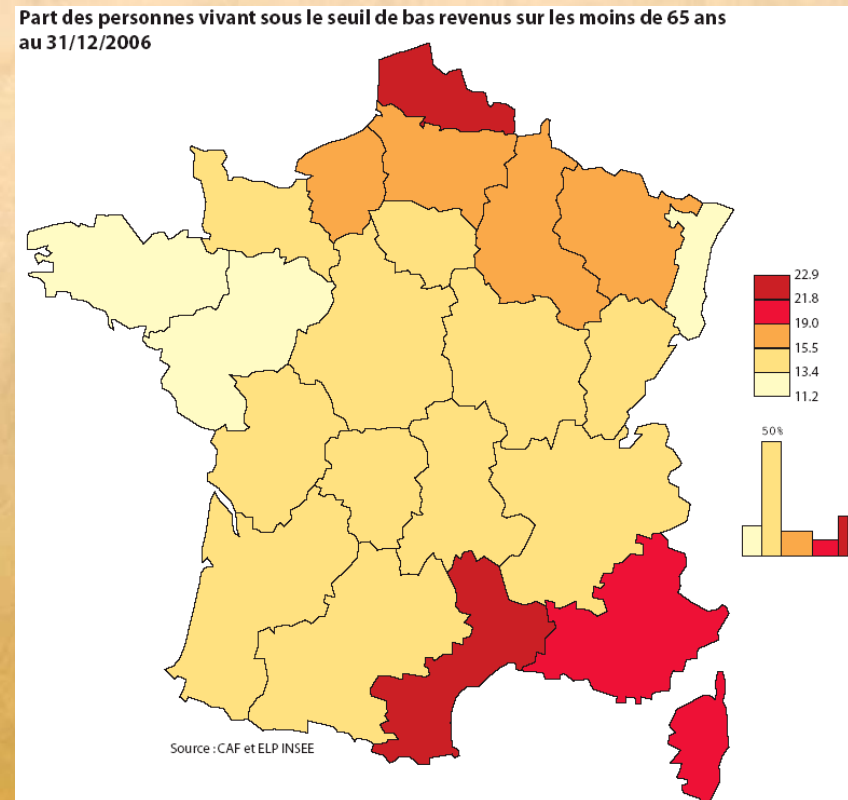 Part des personnes vivant sous le seuil de bas revenus sur les moins de 65 ans
au 31/12/2006
22.9
21.8
19.0
15.5
13.4
11.2
50%
Source : CAF et ELP INSEE